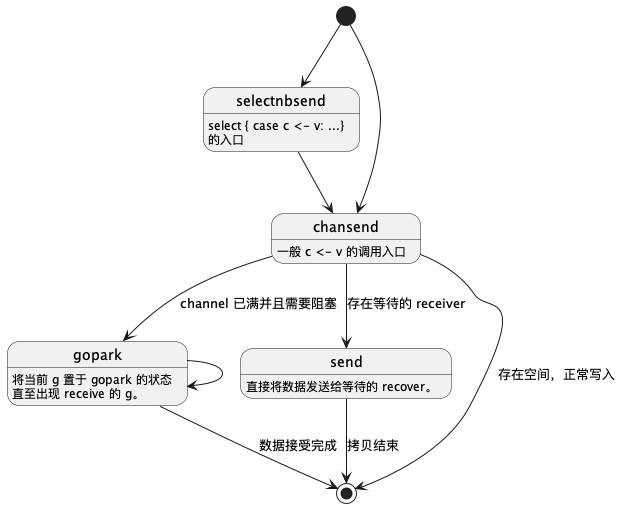 selectnbsend
select { case c <- v: ...}
的入口
chansend
一般 c <- v 的调用入口
channel 已满并且需要阻塞
存在等待的 receiver
gopark
将当前 g 置于 gopark 的状态
直至出现 receive 的 g。
send
直接将数据发送给等待的 recover。
存在空间，正常写入
数据接受完成
拷贝结束